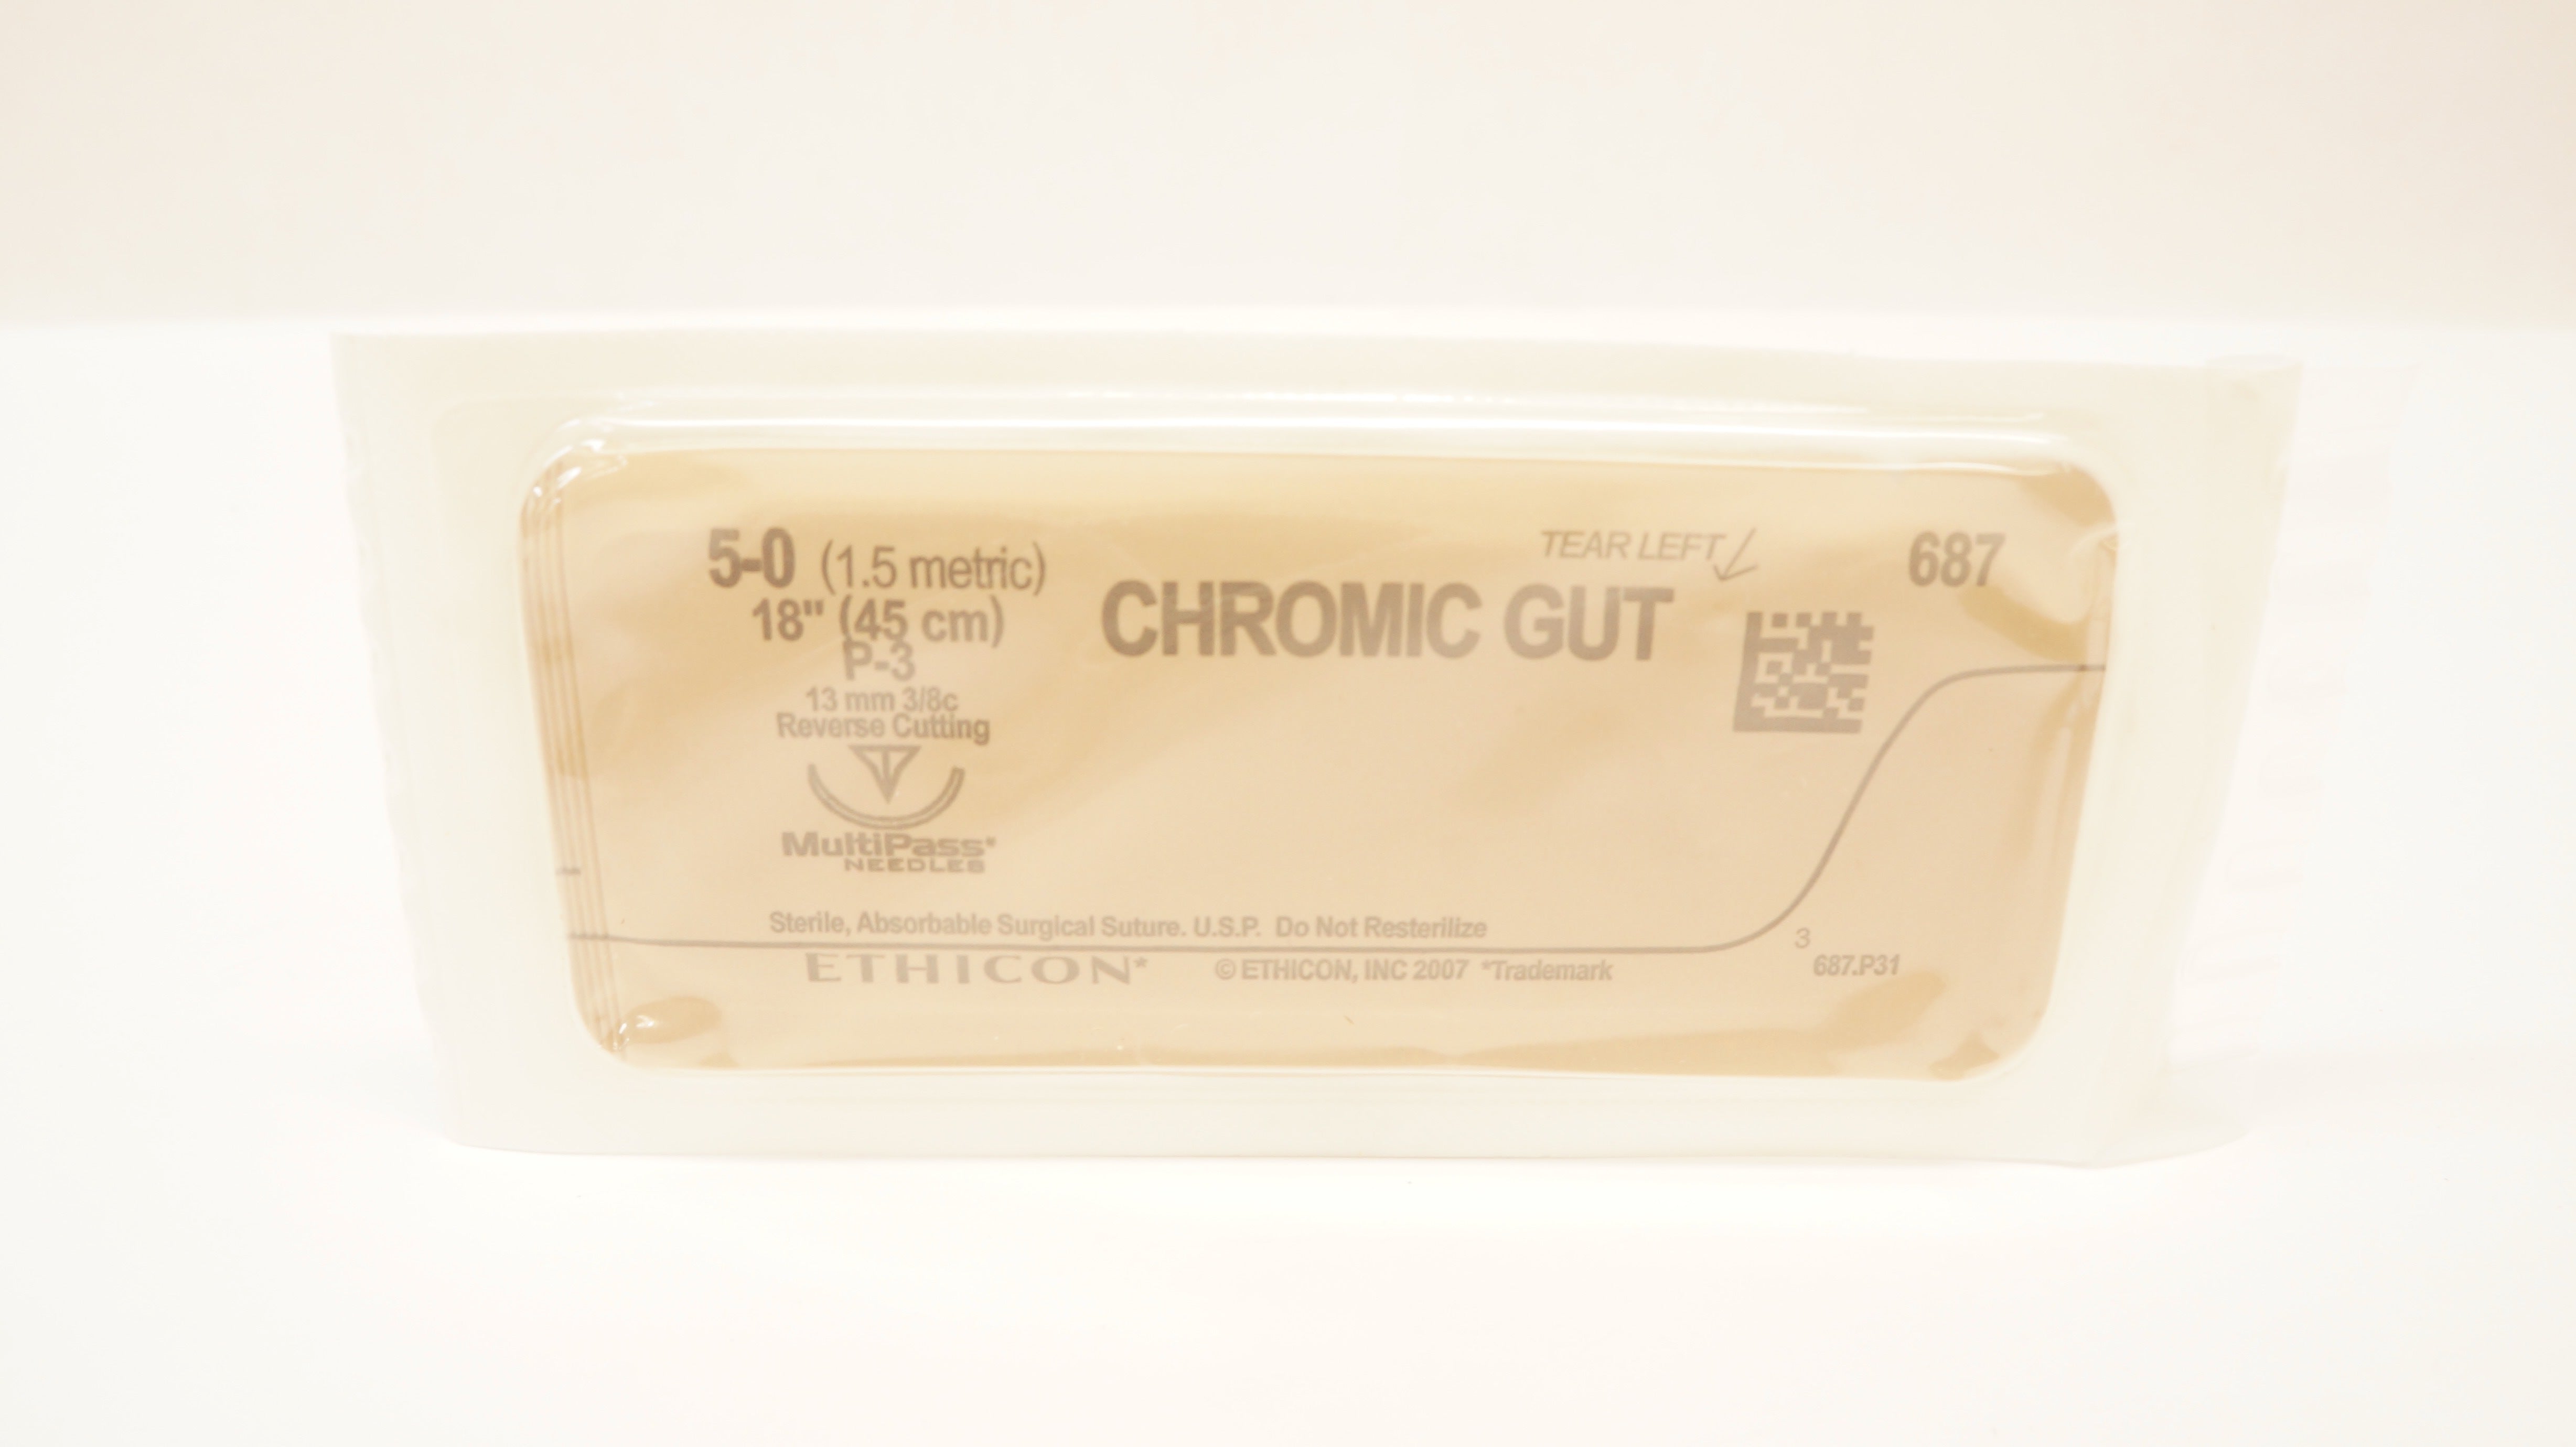 5-0 (1.5 metric)
18" (45 cm)
P-3
13 mm 3/8c
Reverse Cutting
MultiPass*
NEEDLES
TEAR LEFT
CHROMIC GUT
687
Sterile, Absorbable Surgical Suture. U.S.P. Do Not Resterilize
ETHICON* © ETHICON, INC 2007 *Trademark
3
687.P31